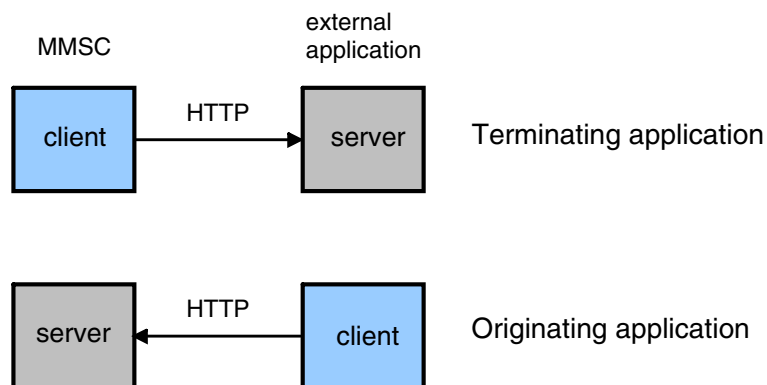 MMSC
external
application
client
HTTP
server
Terminating application
server
HTTP
client
Originating application